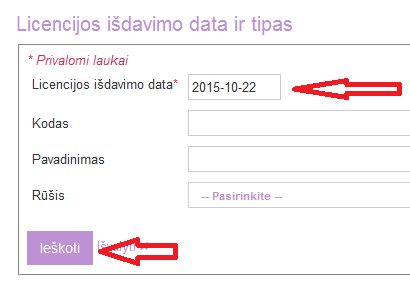 Licencijos išdavimo data ir tipas
* Privalomi laukai
Licencijos išdavimo data* 2015-10-22
Kodas
Pavadinimas
Rūšis -- Pasirinkite --
Ieškoti